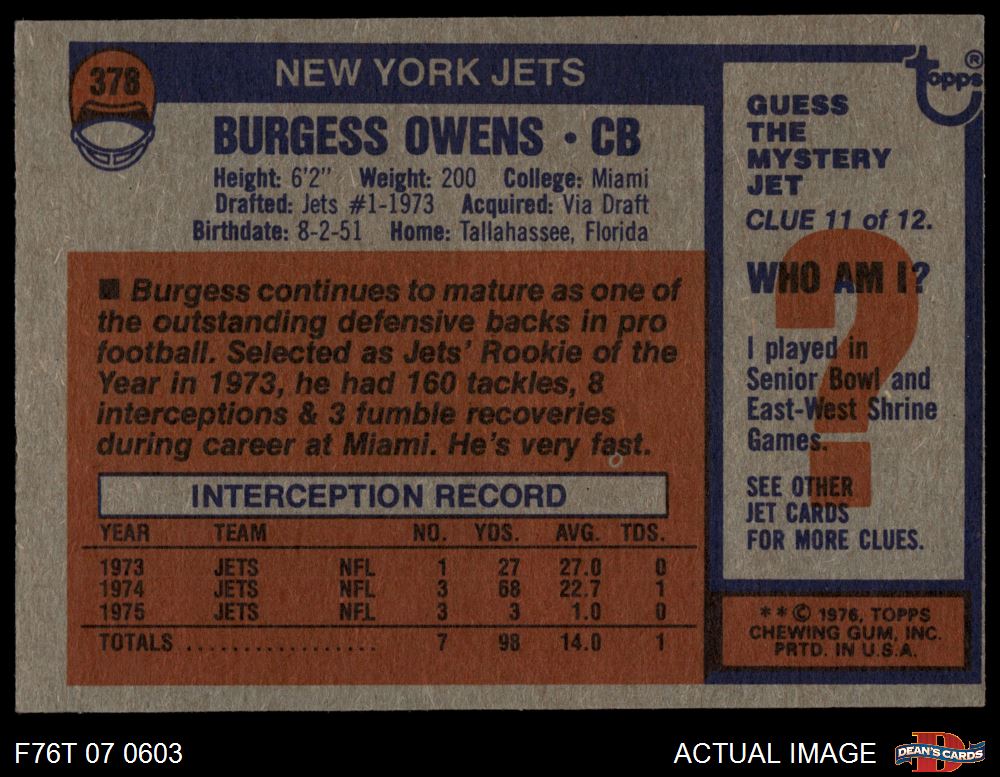 378
NEW YORK JETS
BURGESS OWENS • CB
Height: 6'2" Weight: 200 College: Miami
Drafted: Jets #1-1973 Acquired: Via Draft
Birthdate: 8-2-51 Home: Tallahassee, Florida
■ Burgess continues to mature as one of
the outstanding defensive backs in pro
football. Selected as Jets' Rookie of the
Year in 1973, he had 160 tackles, 8
interceptions & 3 fumble recoveries
during career at Miami. He's very fast.
INTERCEPTION RECORD
YEAR TEAM NO. YDS. AVG. TDS.
1973 JETS NFL 1 27 27.0 0
1974 JETS NFL 3 68 22.7 1
1975 JETS NFL 3 3 1.0 0
TOTALS .................. 7 98 14.0 1
topps®
GUESS
THE
MYSTERY
JET
CLUE 11 of 12.
WHO AM I?
?
I played in
Senior Bowl and
East-West Shrine
Games.
SEE OTHER
JET CARDS
FOR MORE CLUES.
**© 1976, TOPPS
CHEWING GUM, INC.
PRTD. IN U.S.A.
F76T 07 0603
ACTUAL IMAGE
D
DEAN'S CARDS